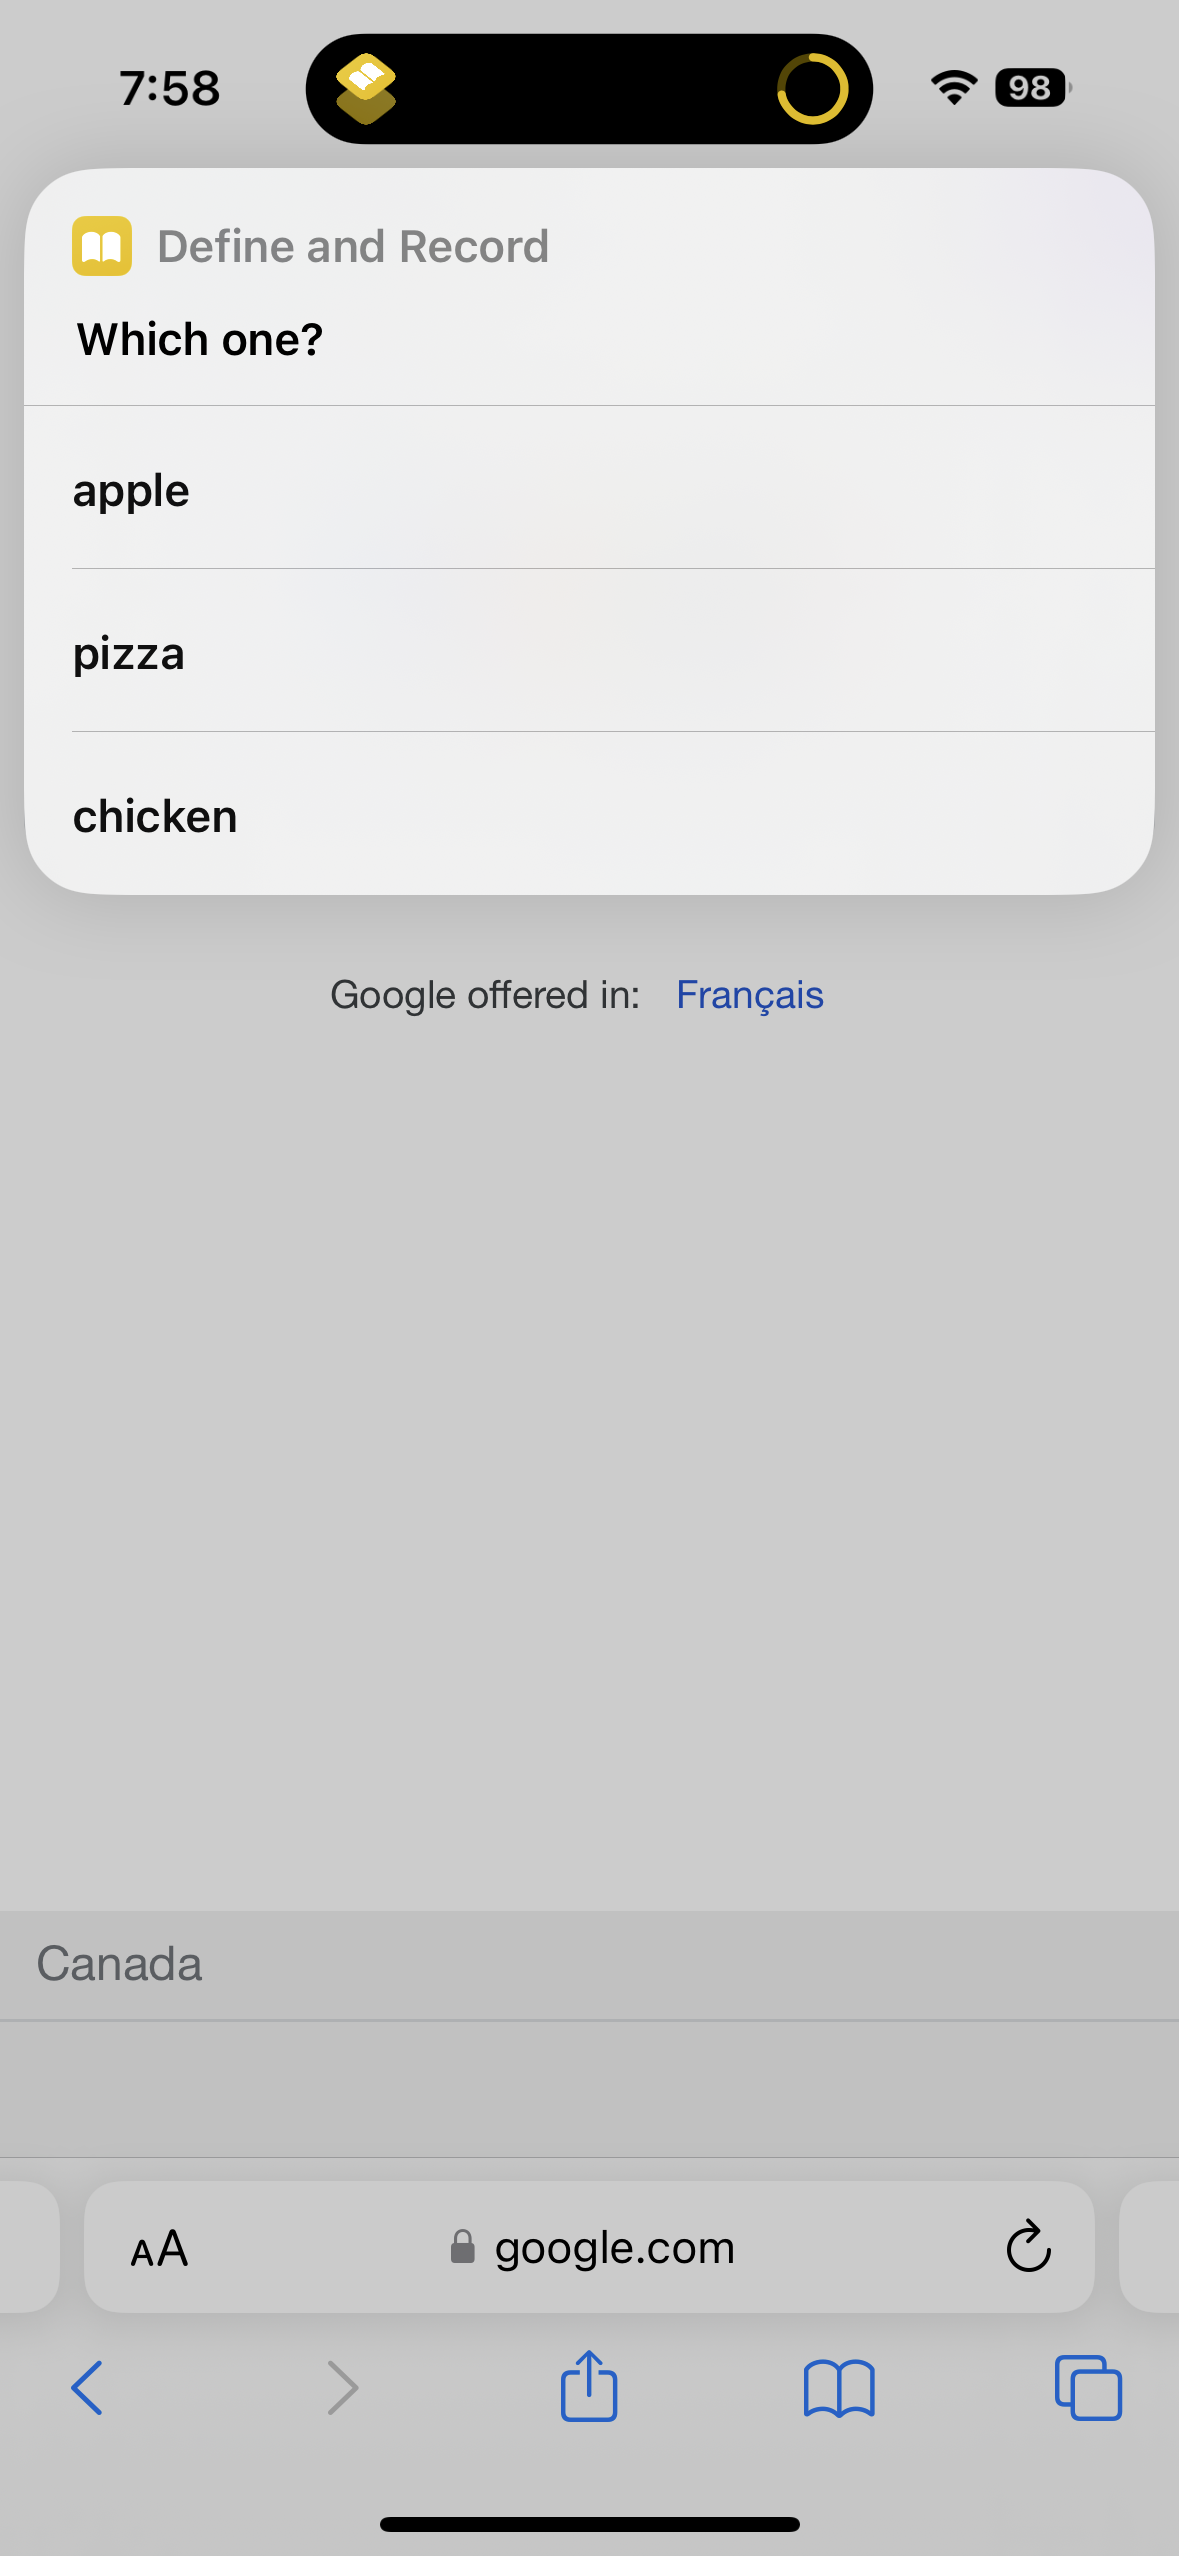 7:58
98
Define and Record
Which one?
apple
pizza
chicken
Google offered in: Français
Canada
AA
google.com